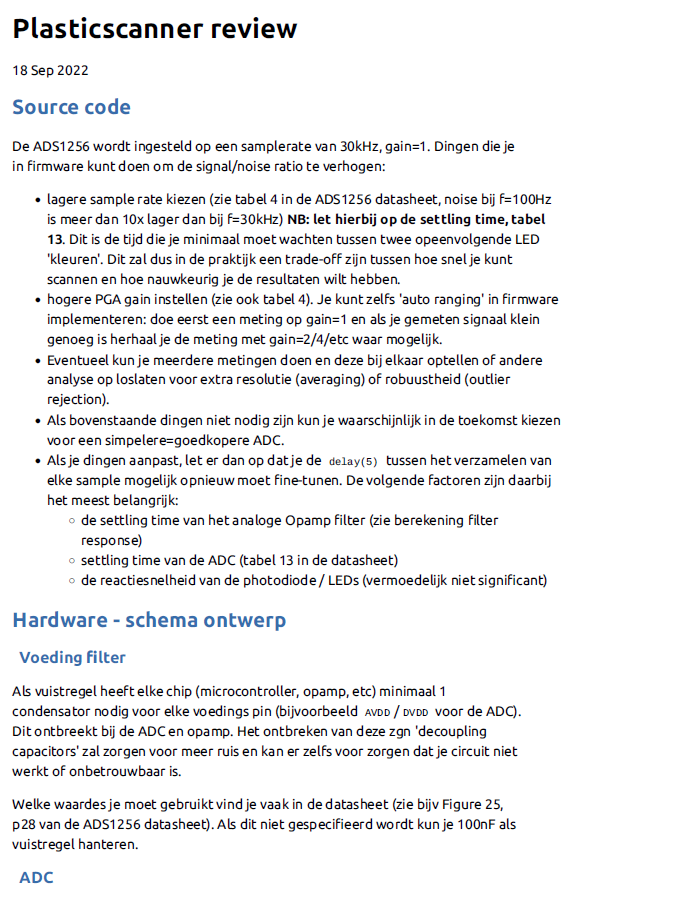 Plasticscanner review
18 Sep 2022
Source code
De ADS1256 wordt ingesteld op een samplerate van 30kHz, gain=1. Dingen die je
in firmware kunt doen om de signal/noise ratio te verhogen:
• lagere sample rate kiezen (zie tabel 4 in de ADS1256 datasheet, noise bij f=100Hz
is meer dan 10x lager dan bij f=30kHz) NB: let hierbij op de settling time, tabel
13. Dit is de tijd die je minimaal moet wachten tussen twee opeenvolgende LED
'kleuren'. Dit zal dus in de praktijk een trade-off zijn tussen hoe snel je kunt
scannen en hoe nauwkeurig je de resultaten wilt hebben.
• hogere PGA gain instellen (zie ook tabel 4). Je kunt zelfs 'auto ranging' in firmware
implementeren: doe eerst een meting op gain=1 en als je gemeten signaal klein
genoeg is herhaal je de meting met gain=2/4/etc waar mogelijk.
• Eventueel kun je meerdere metingen doen en deze bij elkaar optellen of andere
analyse op loslaten voor extra resolutie (averaging) of robuustheid (outlier
rejection).
• Als bovenstaande dingen niet nodig zijn kun je waarschijnlijk in de toekomst kiezen
voor een simpelere=goedkopere ADC.
• Als je dingen aanpast, let er dan op dat je de delay(5) tussen het verzamelen van
elke sample mogelijk opnieuw moet fine-tunen. De volgende factoren zijn daarbij
het meest belangrijk:
◦ de settling time van het analoge Opamp filter (zie berekening filter
response)
◦ settling time van de ADC (tabel 13 in de datasheet)
◦ de reactiesnelheid van de photodiode / LEDs (vermoedelijk niet significant)
Hardware - schema ontwerp
Voeding filter
Als vuistregel heeft elke chip (microcontroller, opamp, etc) minimaal 1
condensator nodig voor elke voedings pin (bijvoorbeeld AVDD / DVDD voor de ADC).
Dit ontbreekt bij de ADC en opamp. Het ontbreken van deze zgn 'decoupling
capacitors' zal zorgen voor meer ruis en kan er zelfs voor zorgen dat je circuit niet
werkt of onbetrouwbaar is.
Welke waardes je moet gebruikt vind je vaak in de datasheet (zie bijv Figure 25,
p28 van de ADS1256 datasheet). Als dit niet gespecifieerd wordt kun je 100nF als
vuistregel hanteren.
ADC